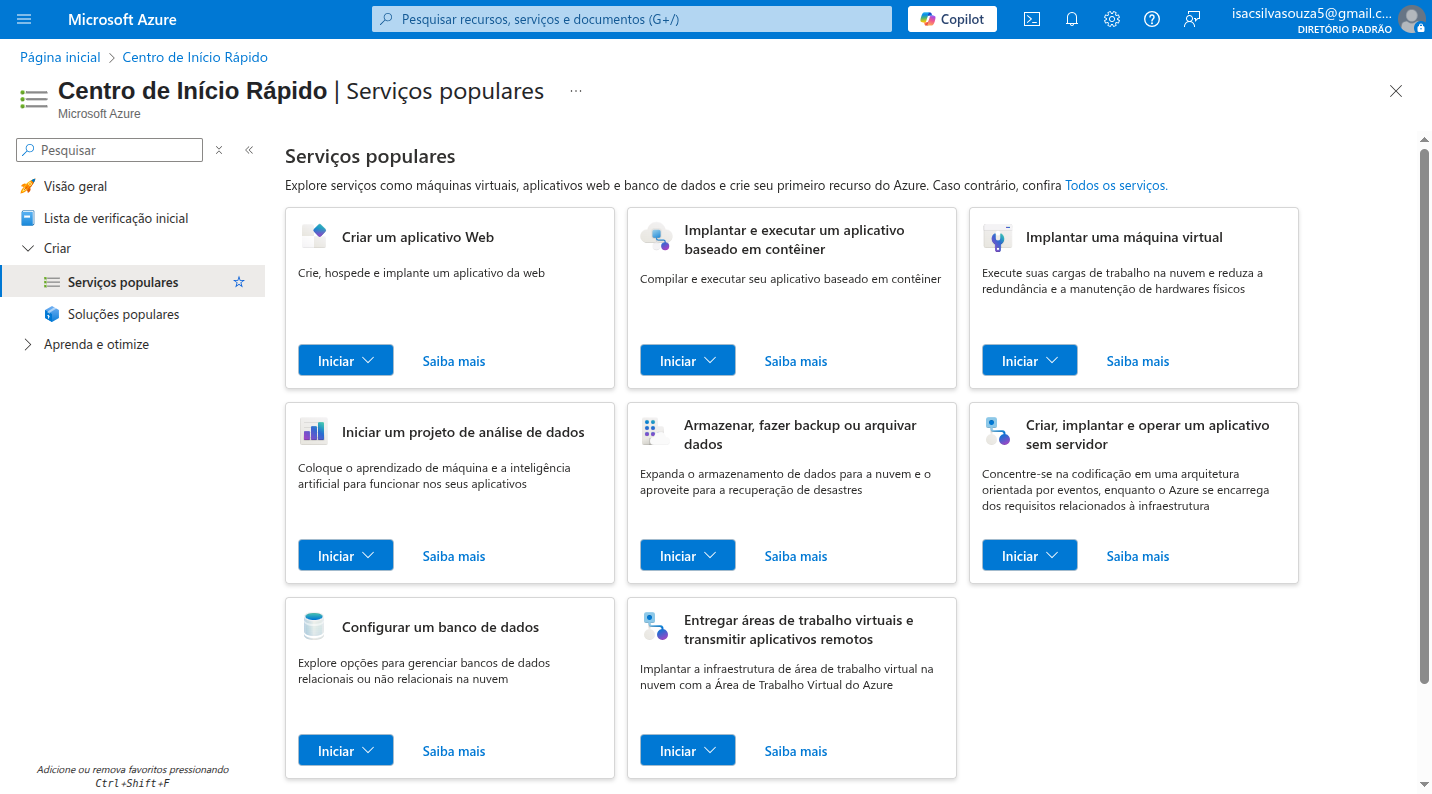 Microsoft Azure
Pesquisar recursos, serviços e documentos (G+/)
Copilot
isacsilvasouza5@gmail.c...
DIRETÓRIO PADRÃO
Página inicial
Centro de Início Rápido
Centro de Início Rápido | Serviços populares ...
Microsoft Azure
Pesquisar
Visão geral
Lista de verificação inicial
Criar
Serviços populares
Soluções populares
Aprenda e otimize
Adicione ou remova favoritos pressionando
Ctrl+Shift+F
Serviços populares
Explore serviços como máquinas virtuais, aplicativos web e banco de dados e crie seu primeiro recurso do Azure. Caso contrário, confira Todos os serviços.
Criar um aplicativo Web
Crie, hospede e implante um aplicativo da web
Iniciar
Saiba mais
Implantar e executar um aplicativo
baseado em contêiner
Compilar e executar seu aplicativo baseado em contêiner
Iniciar
Saiba mais
Implantar uma máquina virtual
Execute suas cargas de trabalho na nuvem e reduza a
redundância e a manutenção de hardwares físicos
Iniciar
Saiba mais
Iniciar um projeto de análise de dados
Coloque o aprendizado de máquina e a inteligência
artificial para funcionar nos seus aplicativos
Iniciar
Saiba mais
Armazenar, fazer backup ou arquivar
dados
Expanda o armazenamento de dados para a nuvem e o
aproveite para a recuperação de desastres
Iniciar
Saiba mais
Criar, implantar e operar um aplicativo
sem servidor
Concentre-se na codificação em uma arquitetura
orientada por eventos, enquanto o Azure se encarrega
dos requisitos relacionados à infraestrutura
Iniciar
Saiba mais
Configurar um banco de dados
Explore opções para gerenciar bancos de dados
relacionais ou não relacionais na nuvem
Iniciar
Saiba mais
Entregar áreas de trabalho virtuais e
transmitir aplicativos remotos
Implantar a infraestrutura de área de trabalho virtual na
nuvem com a Área de Trabalho Virtual do Azure
Iniciar
Saiba mais